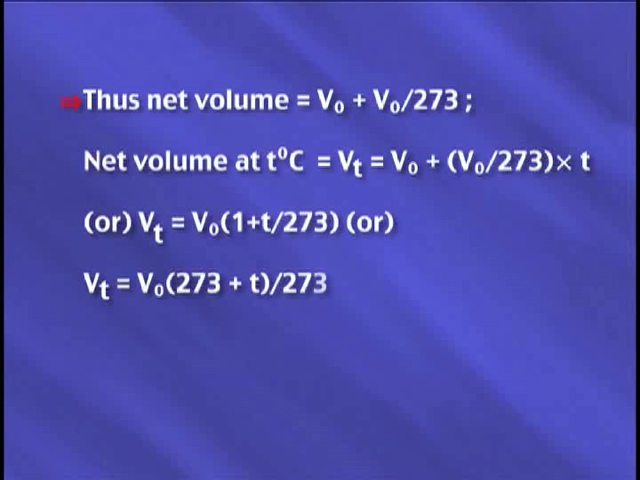 ⇒Thus net volume = V₀ + V₀/273 ;
Net volume at t⁰C = Vₜ = V₀ + (V₀/273)× t
(or) Vₜ = V₀(1+t/273) (or)
Vₜ = V₀(273 + t)/273